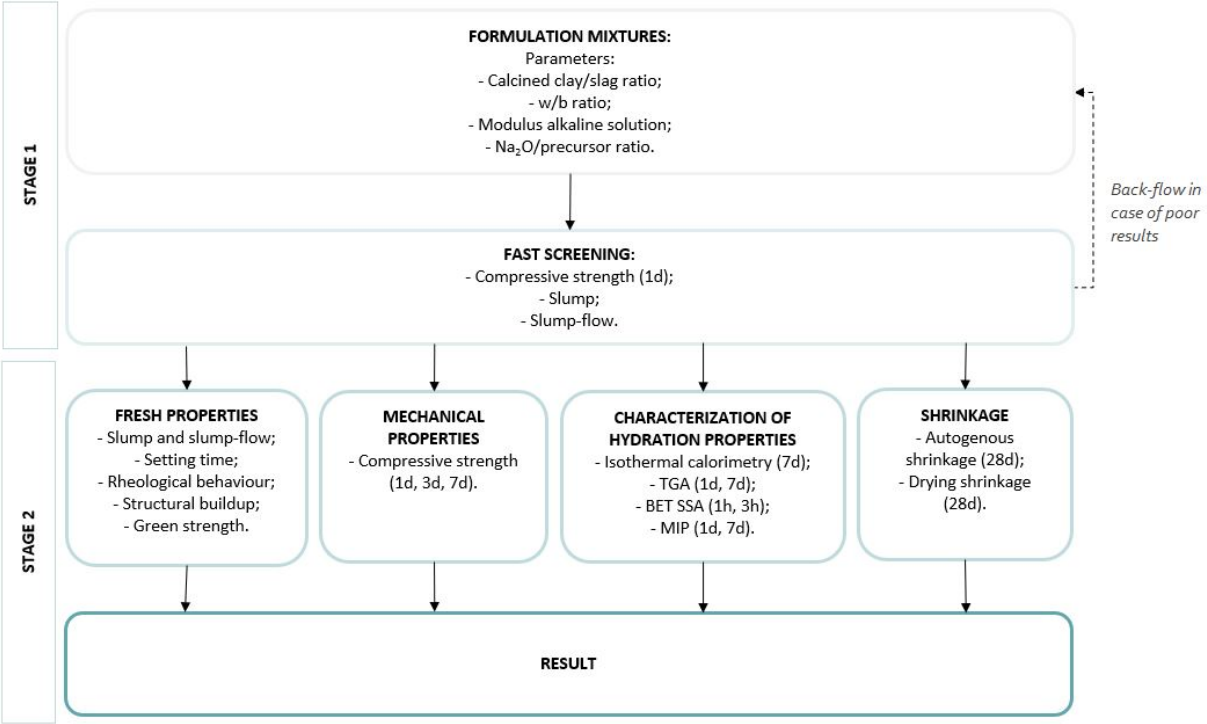 STAGE 1
FORMULATION MIXTURES:
Parameters:
- Calcined clay/slag ratio;
- w/b ratio;
- Modulus alkaline solution;
- Na₂O/precursor ratio.
Back-flow in
case of poor
results
FAST SCREENING:
- Compressive strength (1d);
- Slump;
- Slump-flow.
STAGE 2
FRESH PROPERTIES
- Slump and slump-flow;
- Setting time;
- Rheological behaviour;
- Structural buildup;
- Green strength.
MECHANICAL
PROPERTIES
- Compressive strength
(1d, 3d, 7d).
CHARACTERIZATION OF
HYDRATION PROPERTIES
- Isothermal calorimetry (7d);
- TGA (1d, 7d);
- BET SSA (1h, 3h);
- MIP (1d, 7d).
SHRINKAGE
- Autogenous
shrinkage (28d);
- Drying shrinkage
(28d).
RESULT